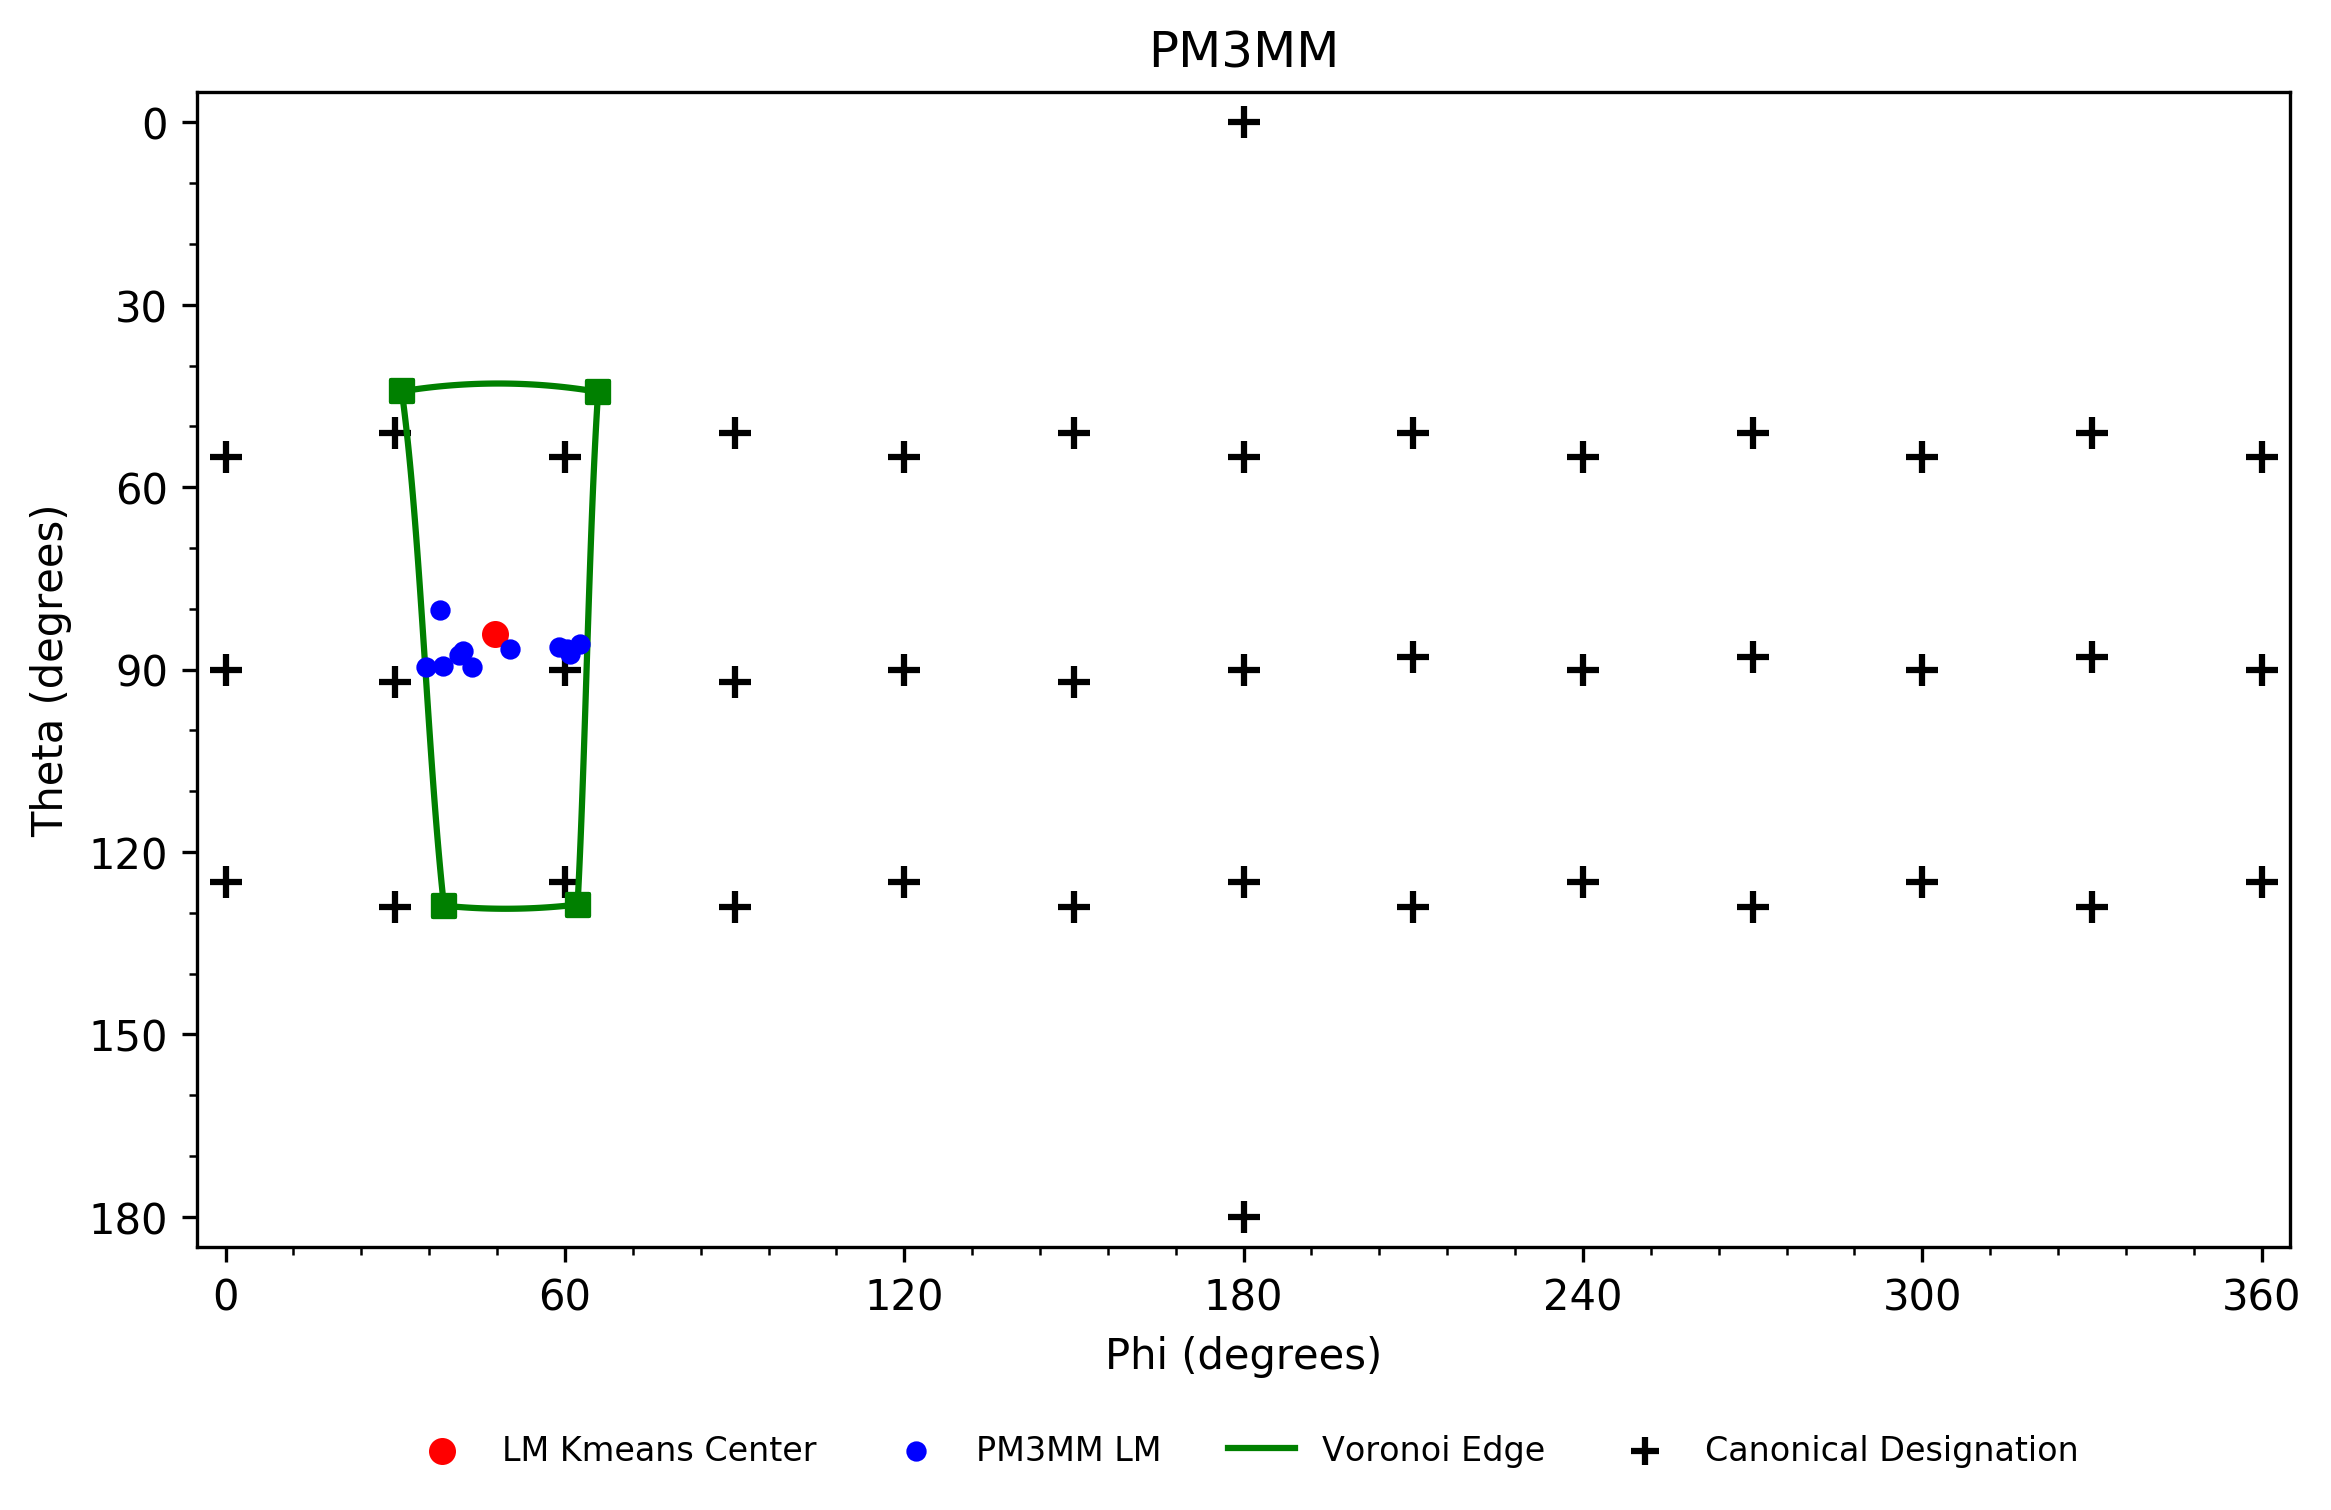 PM3MM
0
30
60
90
120
150
180
Theta (degrees)
0 60 120 180 240 300 360
Phi (degrees)
LM Kmeans Center PM3MM LM Voronoi Edge Canonical Designation